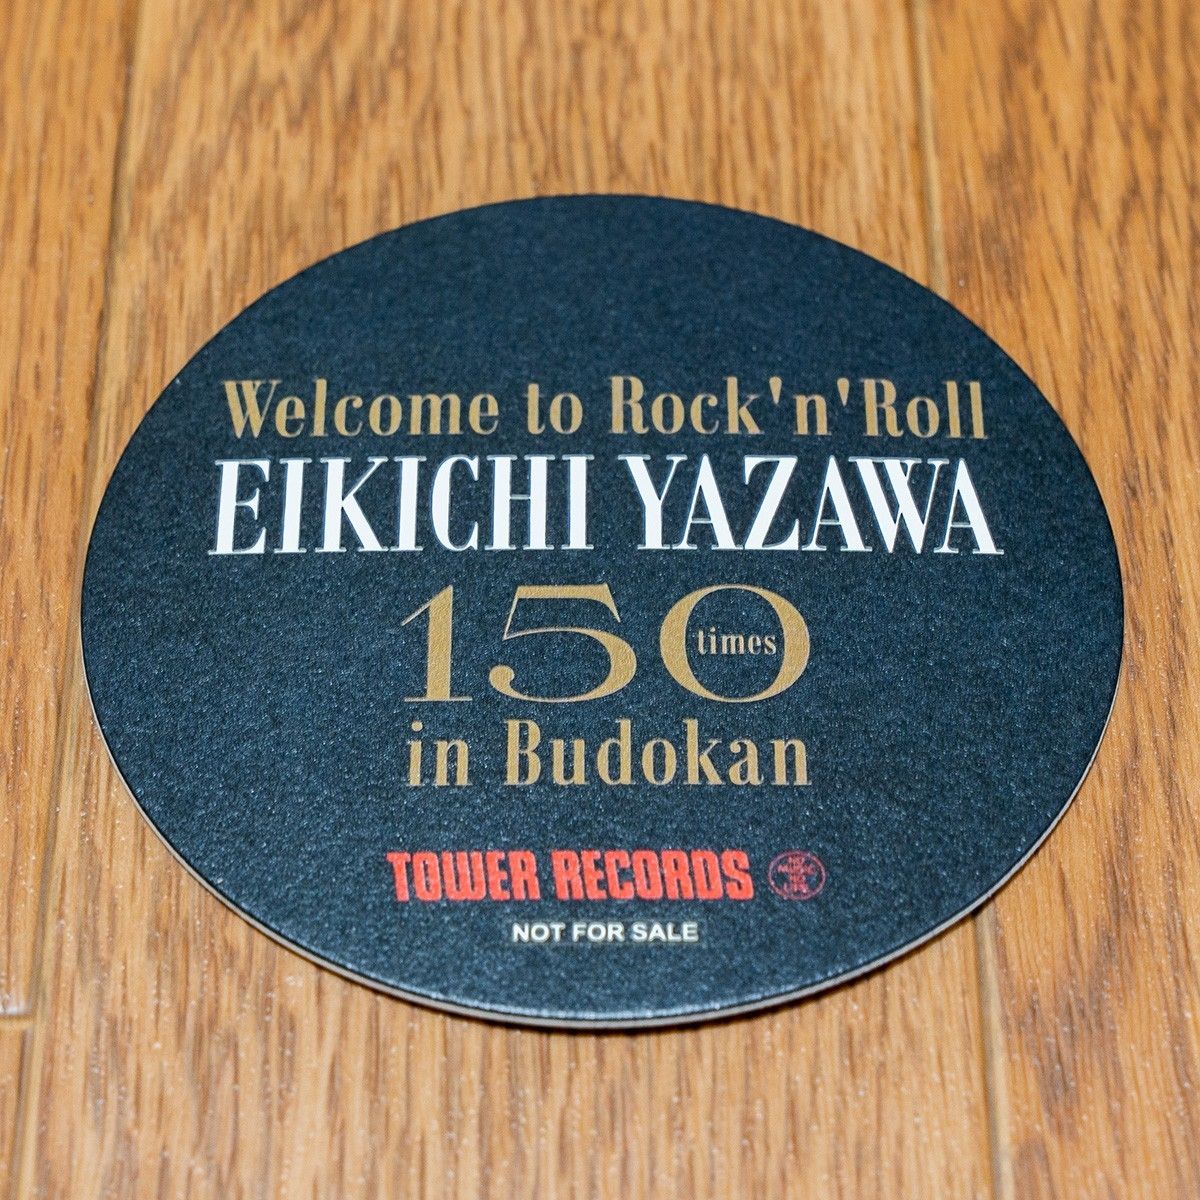 Welcome to Rock'n'Roll
EIKICHI YAZAWA
150 times
in Budokan
TOWER RECORDS
NOT FOR SALE